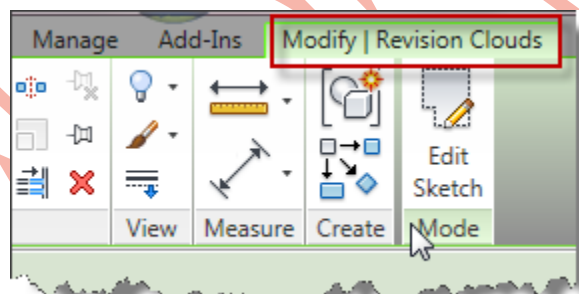 Manage Add-Ins Modify | Revision Clouds
Edit
Sketch
View Measure Create Mode